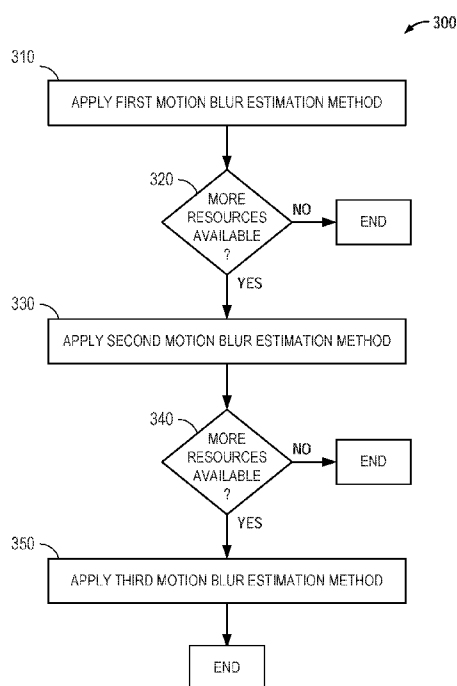 300
310
APPLY FIRST MOTION BLUR ESTIMATION METHOD
320
MORE
RESOURCES
AVAILABLE
?
NO
END
YES
330
APPLY SECOND MOTION BLUR ESTIMATION METHOD
340
MORE
RESOURCES
AVAILABLE
?
NO
END
YES
350
APPLY THIRD MOTION BLUR ESTIMATION METHOD
END